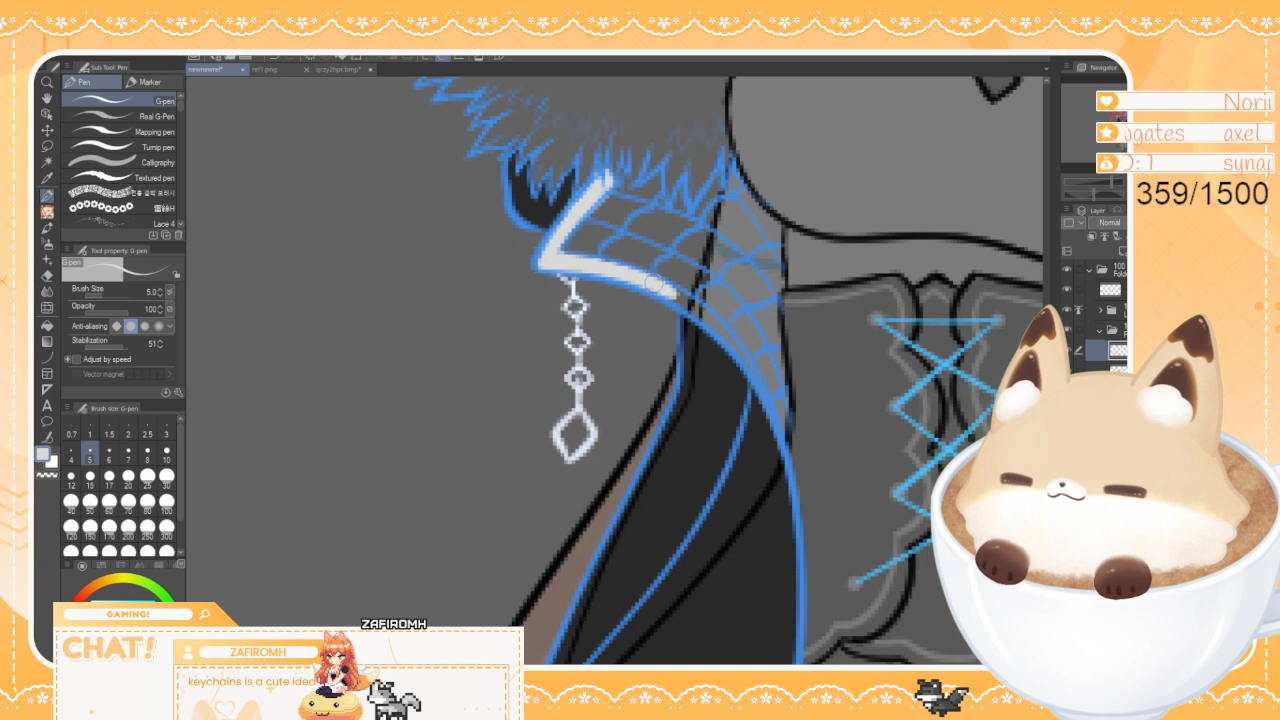 Sub Tool: Pen
Pen
Marker
G-pen
Real G-Pen
Mapping pen
Turnip pen
Calligraphy
Textured pen
Lace 4
Tool property: G-pen
G-pen
Brush Size 5.0
Opacity 100
Anti-aliasing
Stabilization 51
Adjust by speed
Vector magnet
Brush size: G-pen
0.7 1 1.5 2 2.5 3
4 5 6 7 8 10
12 15 17 20 25 30
40 50 60 70 80 100
120 150 170 200 250 300
newnewref*
ref1.png
Navigator
Layer
Normal
100
Norii
ogates axel
D: 1
359/1500
GAMING!
CHAT!
ZAFIROMH
ZAFIROMH
keychains is a cute idea